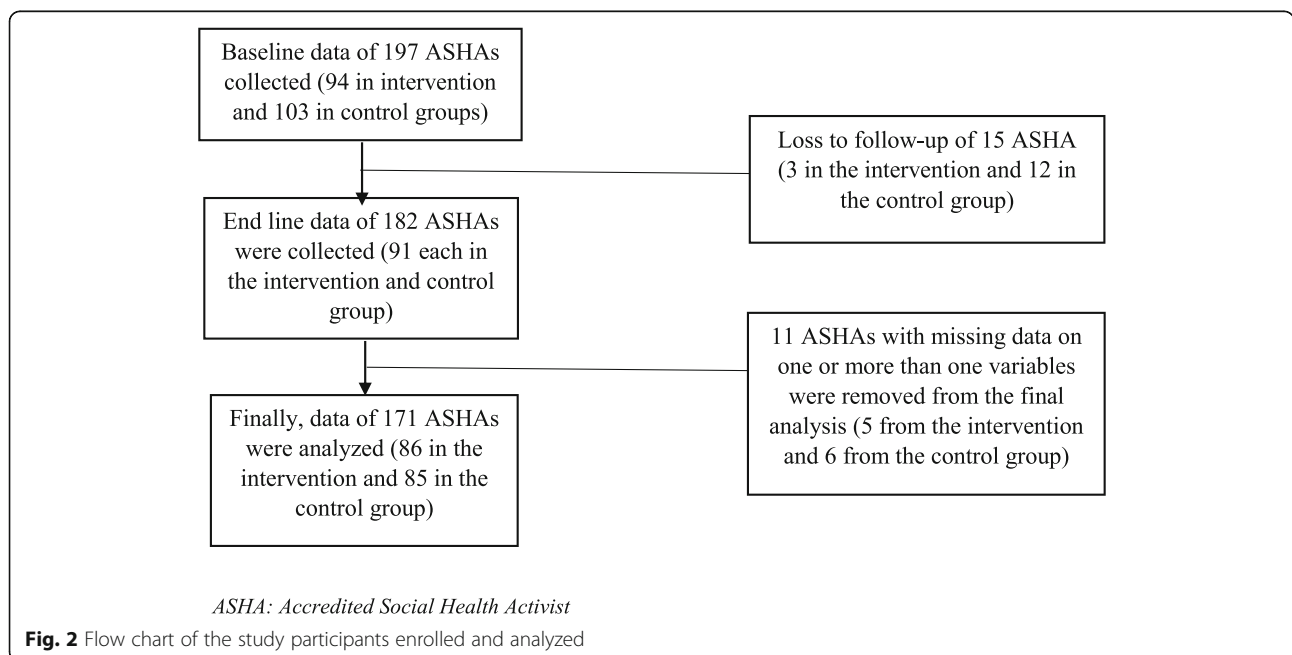 Baseline data of 197 ASHAs
collected (94 in intervention
and 103 in control groups)
Loss to follow-up of 15 ASHA
(3 in the intervention and 12 in
the control group)
End line data of 182 ASHAs
were collected (91 each in
the intervention and control
group)
11 ASHAs with missing data on
one or more than one variables
were removed from the final
analysis (5 from the intervention
and 6 from the control group)
Finally, data of 171 ASHAs
were analyzed (86 in the
intervention and 85 in the
control group)
ASHA: Accredited Social Health Activist
Fig. 2 Flow chart of the study participants enrolled and analyzed